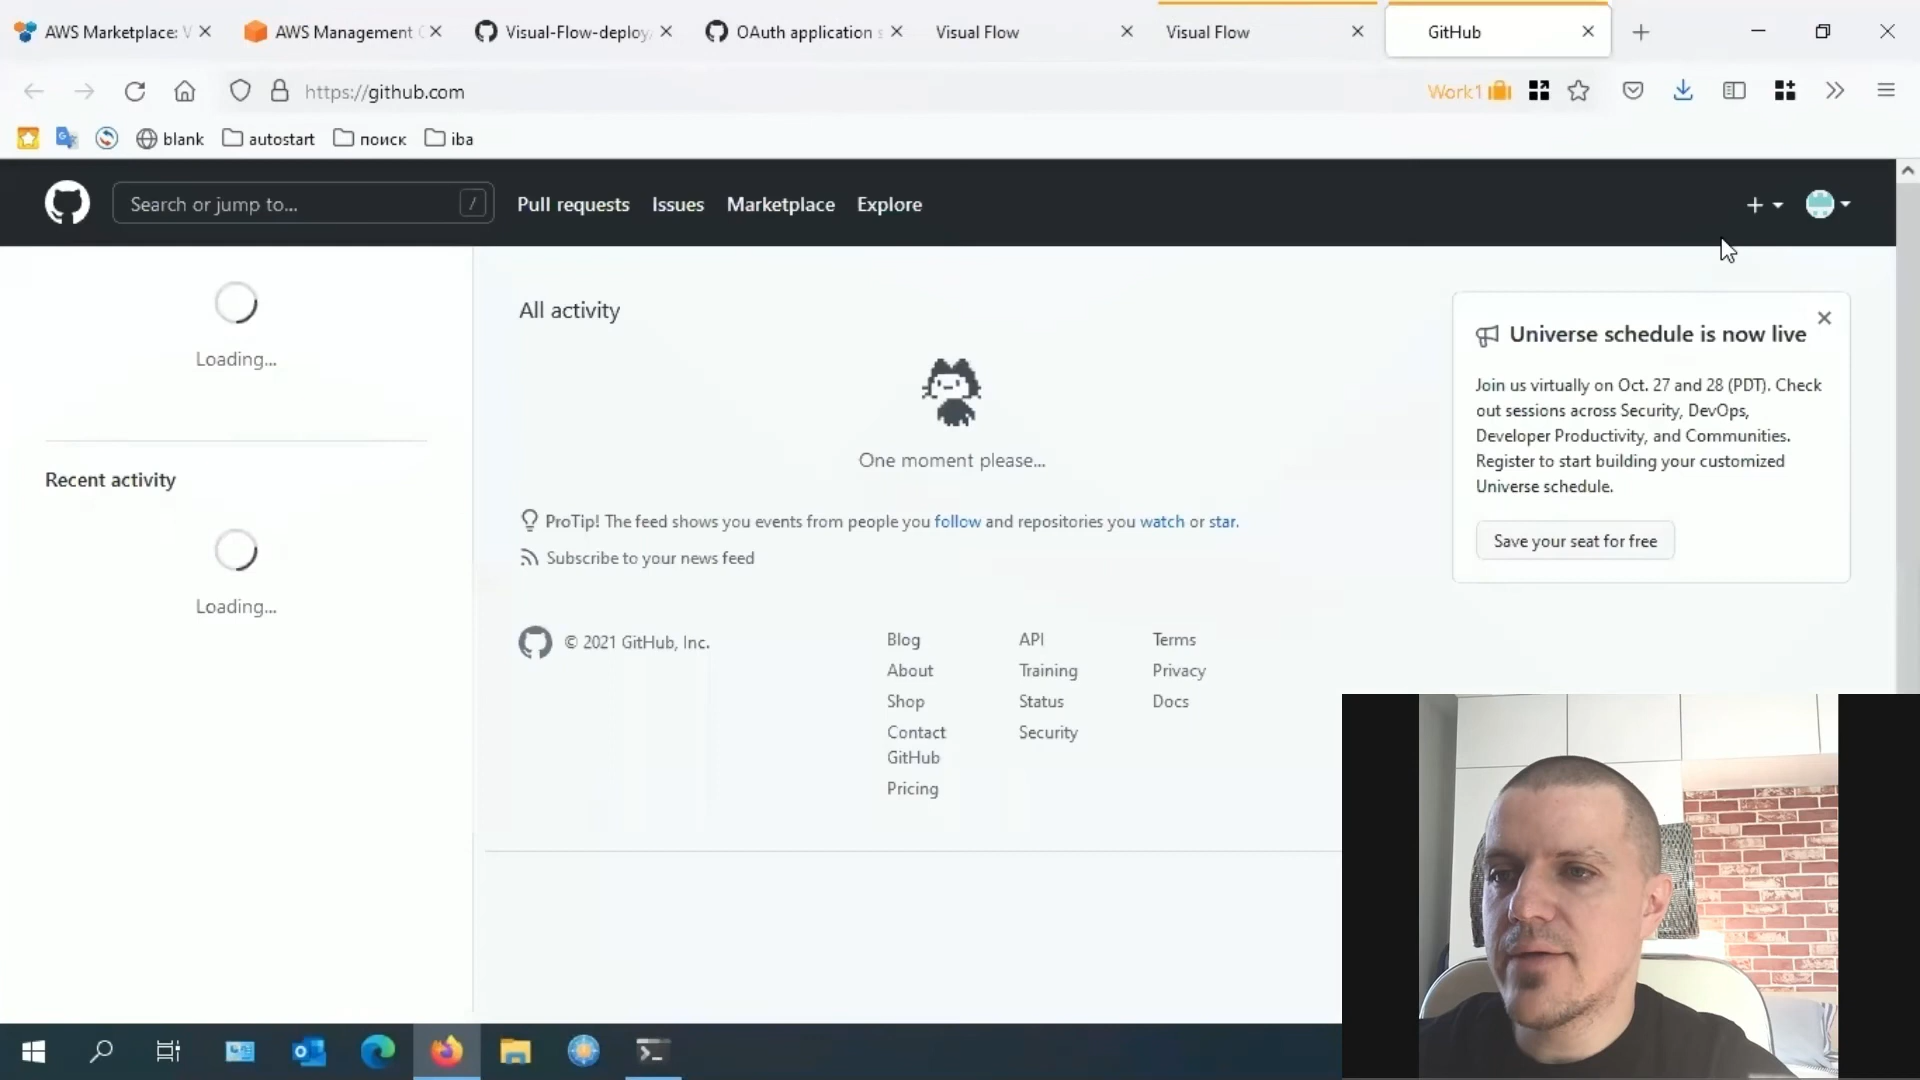 AWS Marketplace: V
AWS Management C
Visual-Flow-deploy
OAuth application s
Visual Flow
Visual Flow
GitHub
https://github.com
Work1
blank
autostart
поиск
iba
Search or jump to...
/
Pull requests
Issues
Marketplace
Explore
Loading...
Recent activity
Loading...
All activity
One moment please...
ProTip! The feed shows you events from people you follow and repositories you watch or star.
Subscribe to your news feed
© 2021 GitHub, Inc.
Blog
About
Shop
Contact
GitHub
Pricing
API
Training
Status
Security
Terms
Privacy
Docs
Universe schedule is now live
Join us virtually on Oct. 27 and 28 (PDT). Check
out sessions across Security, DevOps,
Developer Productivity, and Communities.
Register to start building your customized
Universe schedule.
Save your seat for free